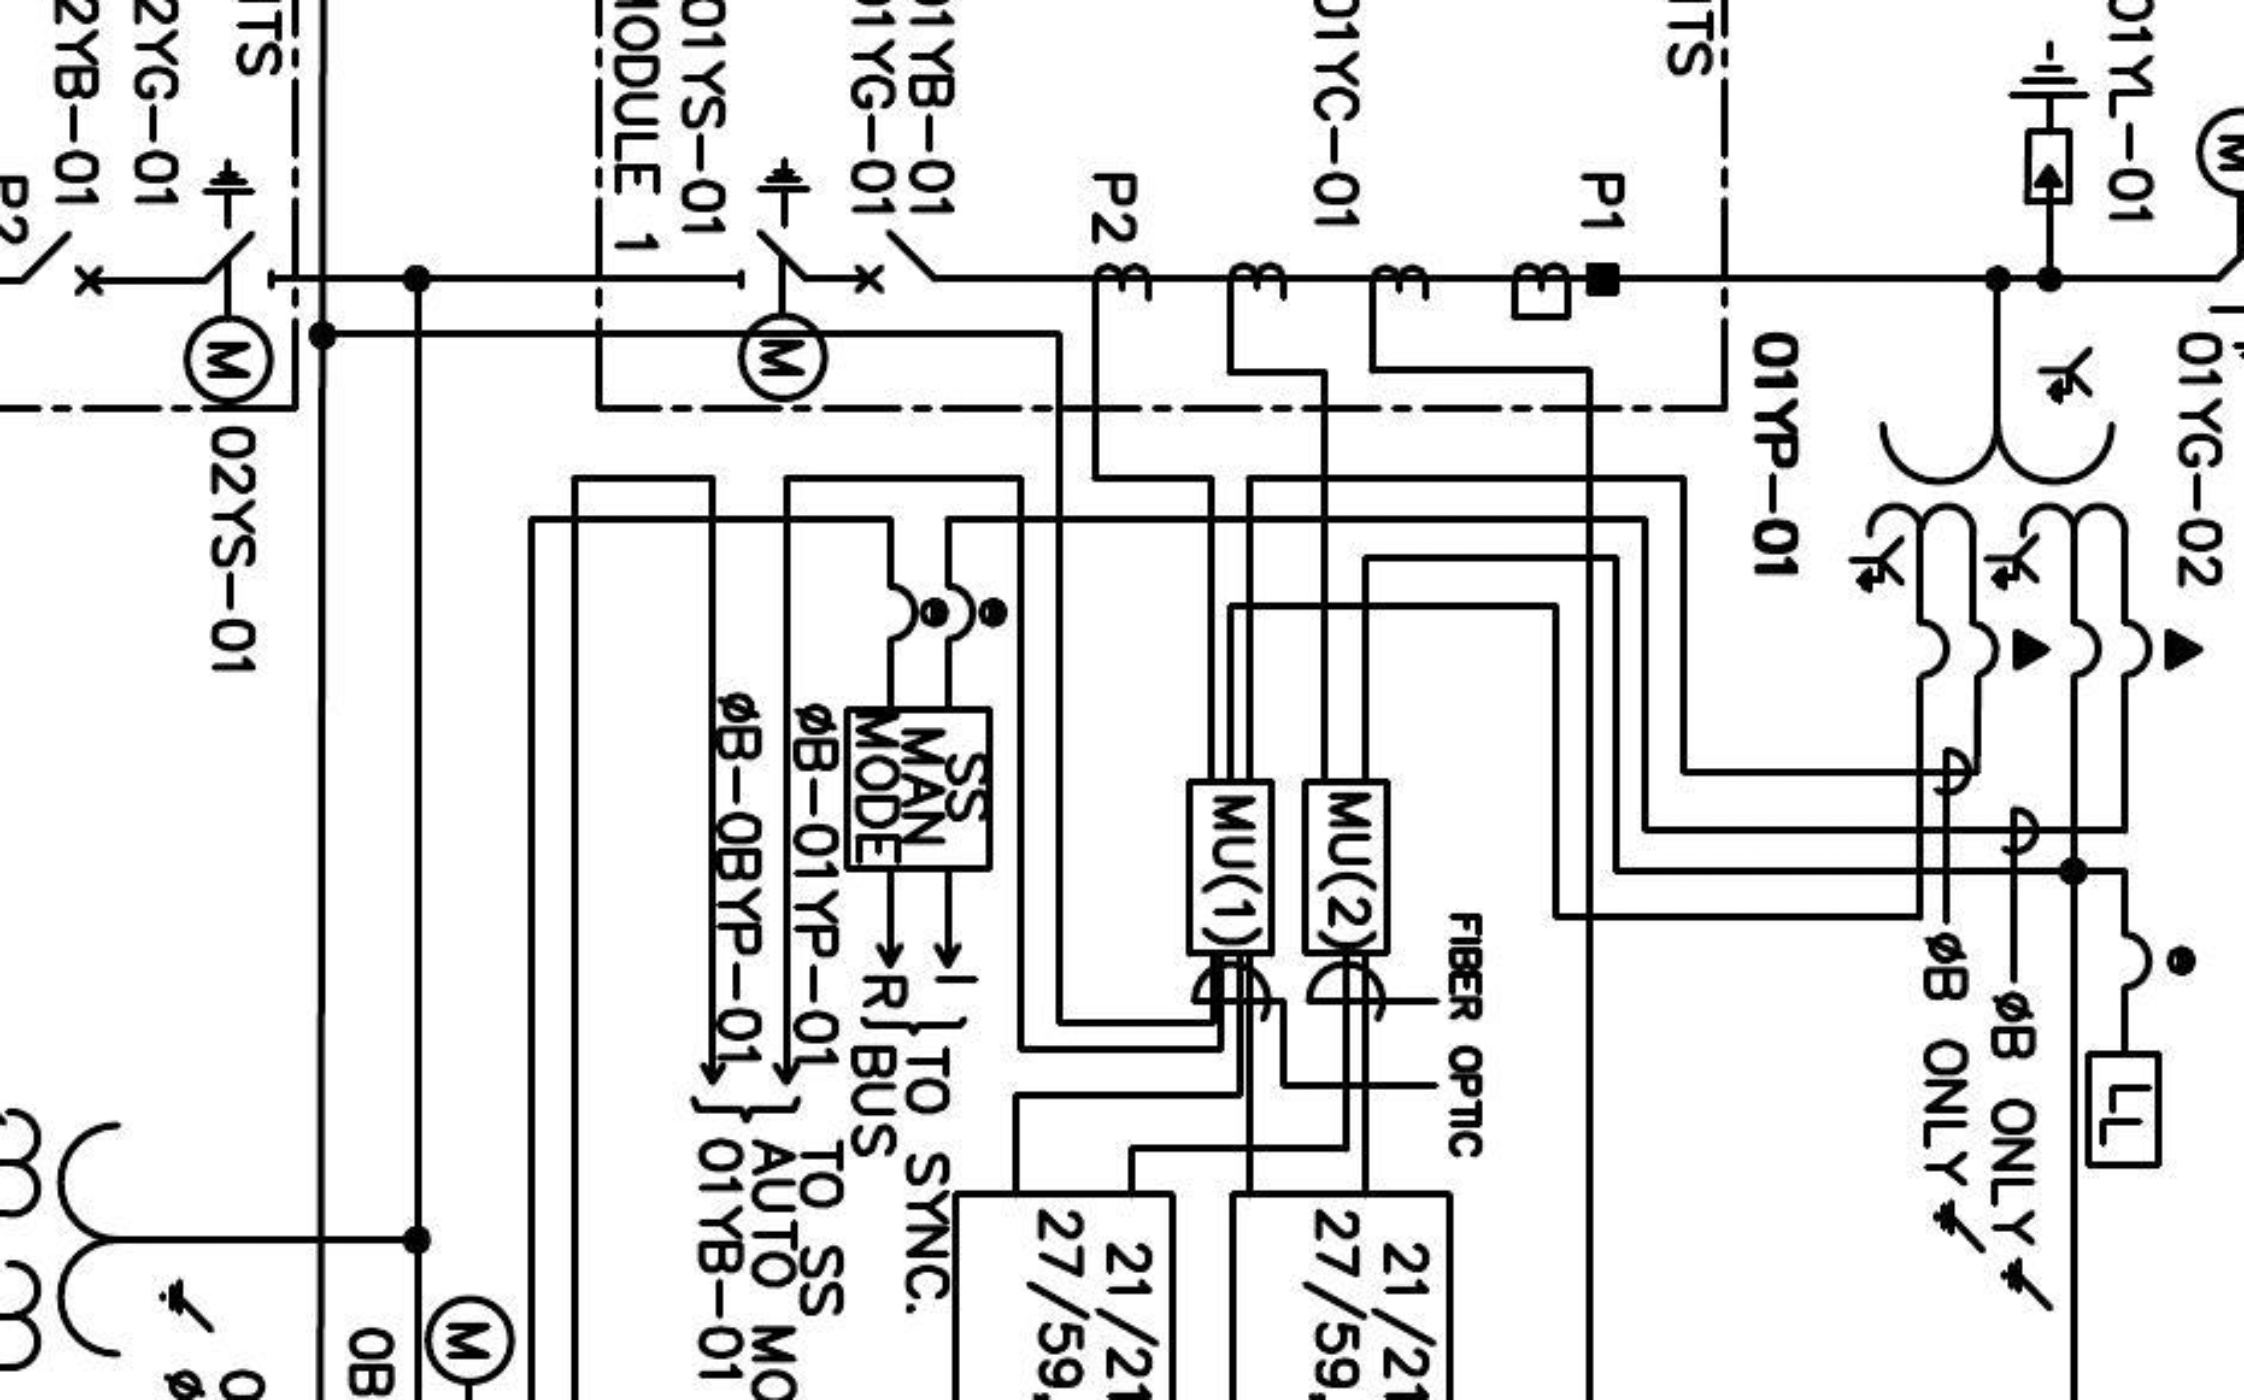 2YB-01
2YG-01
TS
P2
02YS-01
M
MODULE 1
01YS-01
01YG-01
01YB-01
M
P2
01YC-01
P1
TS
01YL-01
M
01YP-01
01YG-02
SS
MAN
MODE
I
R
TO SYNC.
BUS
ØB-01YP-01
ØB-0BYP-01
TO SS
AUTO MO
01YB-01
MU(1)
MU(2)
FIBER OPTIC
ØB ONLY
ØB ONLY
LL
21//21
27//59,
21//21
27//59,
M
0B
0
Ø